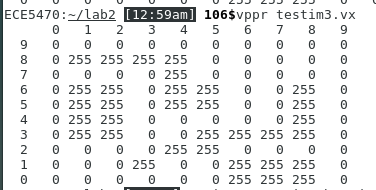 ECE5470:~/lab2 [12:59am] 106$vppr testim3.vx
0 1 2 3 4 5 6 7 8 9
9 0 0 0 0 0 0 0 0 0 0
8 0 255 255 255 255 0 0 0 0 0
7 0 0 0 0 255 0 0 0 0 0
6 0 255 255 0 255 255 0 0 255 0
5 0 255 255 0 255 255 0 0 255 0
4 0 255 255 0 0 0 0 0 255 0
3 0 255 255 0 0 255 255 255 255 0
2 0 0 0 0 255 255 0 0 0 0
1 0 0 0 255 0 0 255 255 255 0
0 0 0 0 0 0 0 255 255 255 0